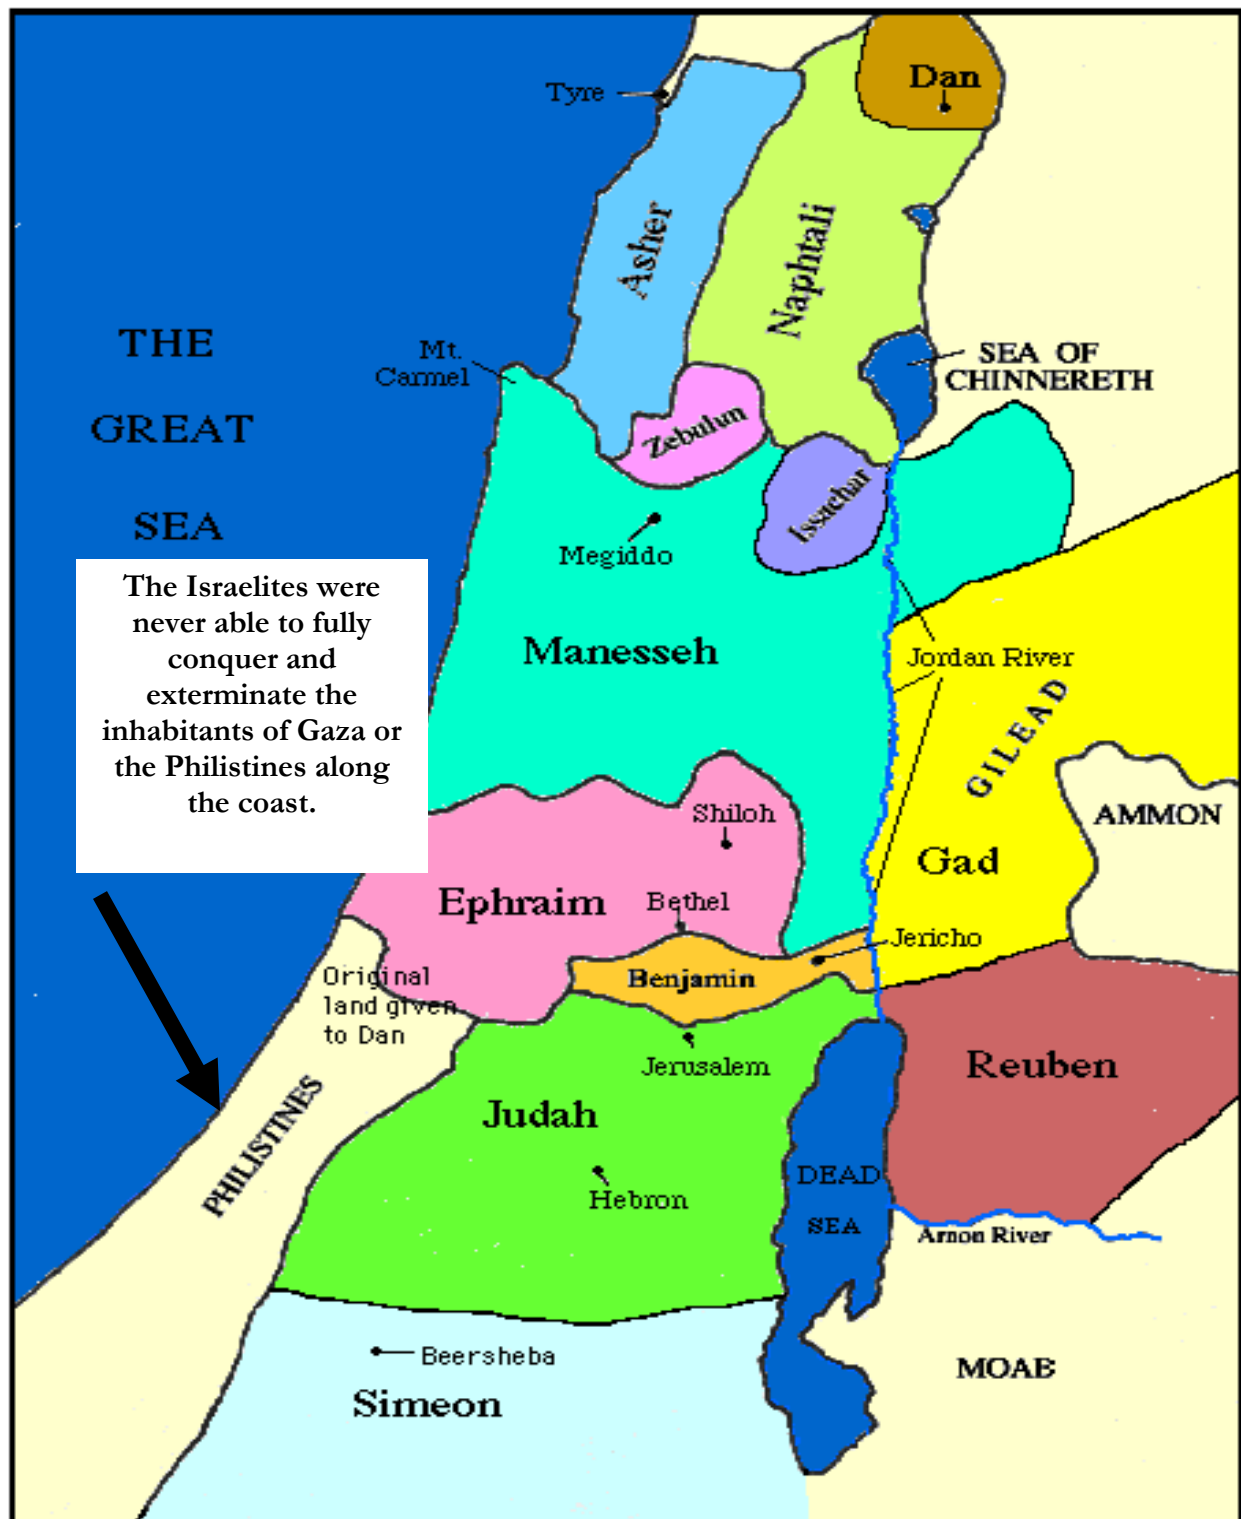 Dan
Tyre
Asher
Naphtali
THE
GREAT
SEA
Mt.
Carmel
SEA OF
CHINNERETH
Zebulun
Issachar
Megiddo
The Israelites were
never able to fully
conquer and
exterminate the
inhabitants of Gaza or
the Philistines along
the coast.
Manesseh
Jordan River
GILEAD
AMMON
Shiloh
Gad
Ephraim
Bethel
Jericho
Benjamin
Original
land given
to Dan
Jerusalem
Reuben
PHILISTINES
Judah
Hebron
DEAD
SEA
Arnon River
MOAB
Beersheba
Simeon